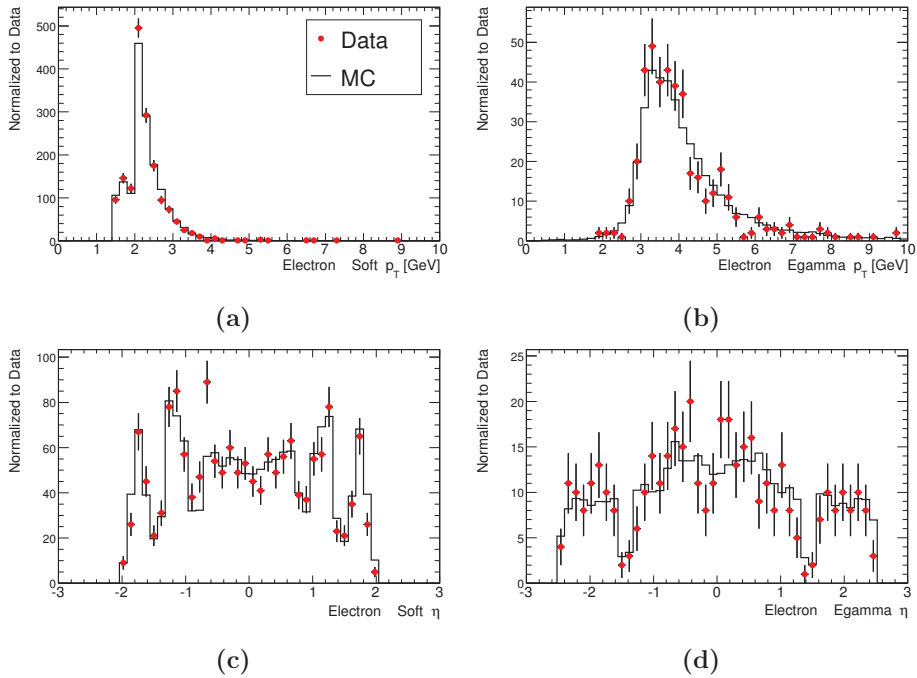 Normalized to Data
500
400
300
200
100
0
0 1 2 3 4 5 6 7 8 9 10
Electron Soft p_T [GeV]
Data
MC
(a)
Normalized to Data
50
40
30
20
10
0
0 1 2 3 4 5 6 7 8 9 10
Electron Egamma p_T [GeV]
(b)
Normalized to Data
100
80
60
40
20
0
-3 -2 -1 0 1 2 3
Electron Soft η
(c)
Normalized to Data
25
20
15
10
5
0
-3 -2 -1 0 1 2 3
Electron Egamma η
(d)